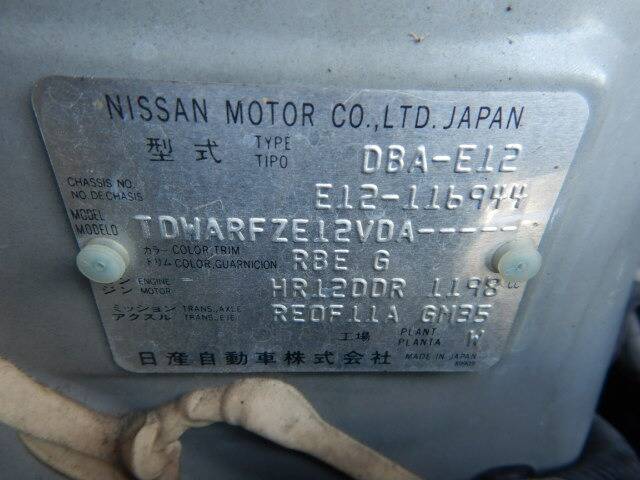 NISSAN MOTOR CO.,LTD. JAPAN
型式 TYPE TIPO DBA-E12
CHASSIS NO. NO. DE CHASIS E12-116944
MODEL MODELO TDWARFZE12VDA-----
カラー COLOR,TRIM トリム COLOR,GUARNICION RBE G
ジン ENGINE MOTOR HR12DDR 1198 cc
ミッション TRANS.,AXLE アクスル TRANS.,EJE RE0F11A GM35
工場 PLANT PLANTA W
日産自動車株式会社 MADE IN JAPAN